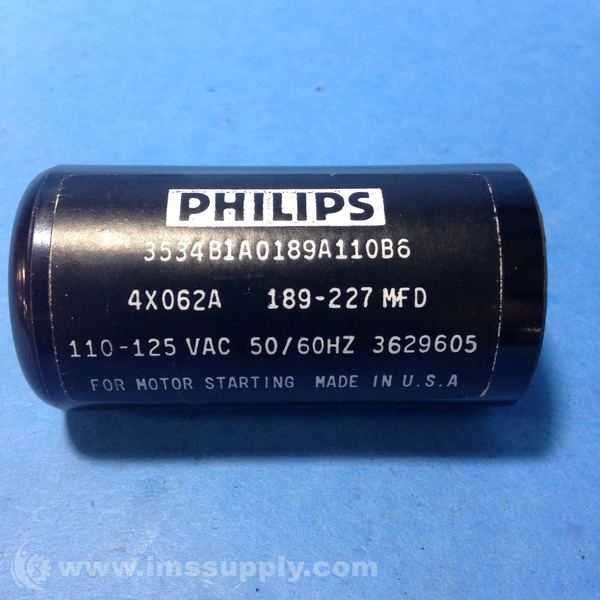 PHILIPS
3534B1A0189A110B6
4X062A 189-227 MFD
110-125 VAC 50/60HZ 3629605
FOR MOTOR STARTING MADE IN U.S.A
www.imssupply.com